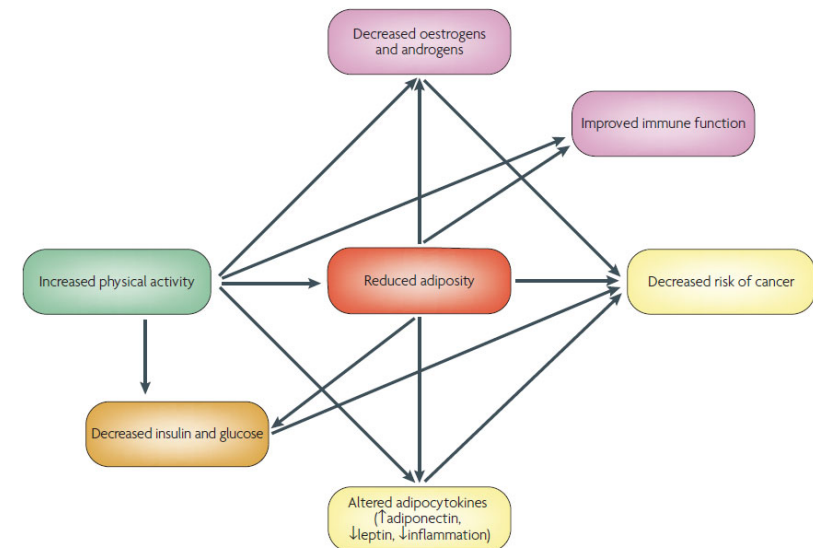 Decreased oestrogens
and androgens
Improved immune function
Increased physical activity
Reduced adiposity
Decreased risk of cancer
Decreased insulin and glucose
Altered adipocytokines
(↑adiponectin,
↓leptin, ↓inflammation)